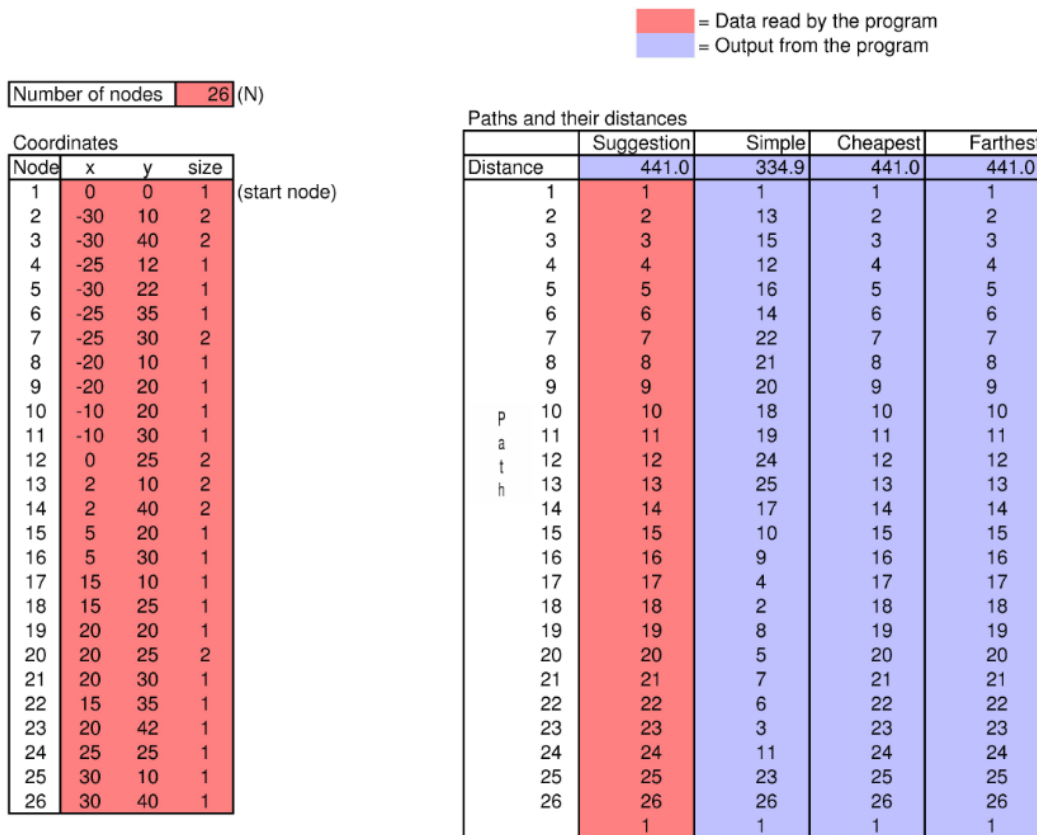 = Data read by the program
= Output from the program
Number of nodes 26 (N)
Coordinates
Node x y size
1 0 0 1 (start node)
2 -30 10 2
3 -30 40 2
4 -25 12 1
5 -30 22 1
6 -25 35 1
7 -25 30 2
8 -20 10 1
9 -20 20 1
10 -10 20 1
11 -10 30 1
12 0 25 2
13 2 10 2
14 2 40 2
15 5 20 1
16 5 30 1
17 15 10 1
18 15 25 1
19 20 20 1
20 20 25 2
21 20 30 1
22 15 35 1
23 20 42 1
24 25 25 1
25 30 10 1
26 30 40 1
Paths and their distances
Suggestion Simple Cheapest Farthest
Distance 441.0 334.9 441.0 441.0
1 1 1 1 1
2 2 13 2 2
3 3 15 3 3
4 4 12 4 4
5 5 16 5 5
6 6 14 6 6
7 7 22 7 7
8 8 21 8 8
9 9 20 9 9
Path
10 10 18 10 10
11 11 19 11 11
12 12 24 12 12
13 13 25 13 13
14 14 17 14 14
15 15 10 15 15
16 16 9 16 16
17 17 4 17 17
18 18 2 18 18
19 19 8 19 19
20 20 5 20 20
21 21 7 21 21
22 22 6 22 22
23 23 3 23 23
24 24 11 24 24
25 25 23 25 25
26 26 26 26 26
1 1 1 1